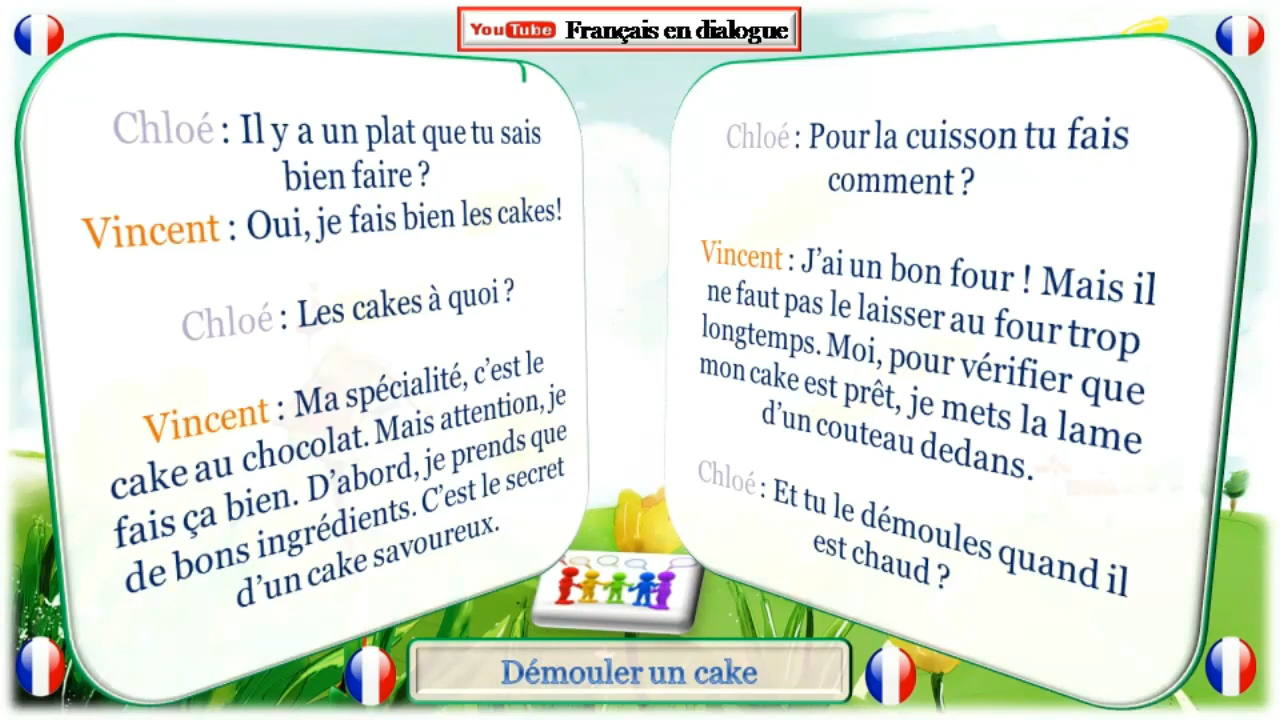 YouTube Français en dialogue
Chloé : Il y a un plat que tu sais
bien faire ?
Vincent : Oui, je fais bien les cakes!
Chloé : Les cakes à quoi ?
Vincent : Ma spécialité, c’est le
cake au chocolat. Mais attention, je
fais ça bien. D’abord, je prends que
de bons ingrédients. C’est le secret
d’un cake savoureux.
Chloé : Pour la cuisson tu fais
comment ?
Vincent : J’ai un bon four ! Mais il
ne faut pas le laisser au four trop
longtemps. Moi, pour vérifier que
mon cake est prêt, je mets la lame
d’un couteau dedans.
Chloé : Et tu le démoules quand il
est chaud ?
Démouler un cake